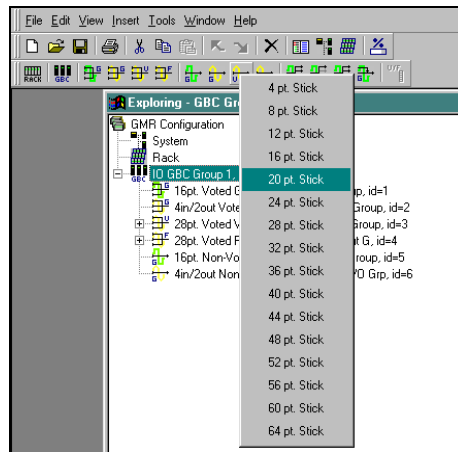 File Edit View Insert Tools Window Help
RACK GBC
Exploring - GBC Gr
GMR Configuration
System
Rack
IO GBC Group 1,
16pt. Voted
p, id=1
4in/2out Vote
Group, id=2
28pt. Voted
Group, id=3
28pt. Voted
t G, id=4
16pt. Non-Vo
roup, id=5
4in/2out Non
O Grp, id=6
4 pt. Stick
8 pt. Stick
12 pt. Stick
16 pt. Stick
20 pt. Stick
24 pt. Stick
28 pt. Stick
32 pt. Stick
36 pt. Stick
40 pt. Stick
44 pt. Stick
48 pt. Stick
52 pt. Stick
56 pt. Stick
60 pt. Stick
64 pt. Stick